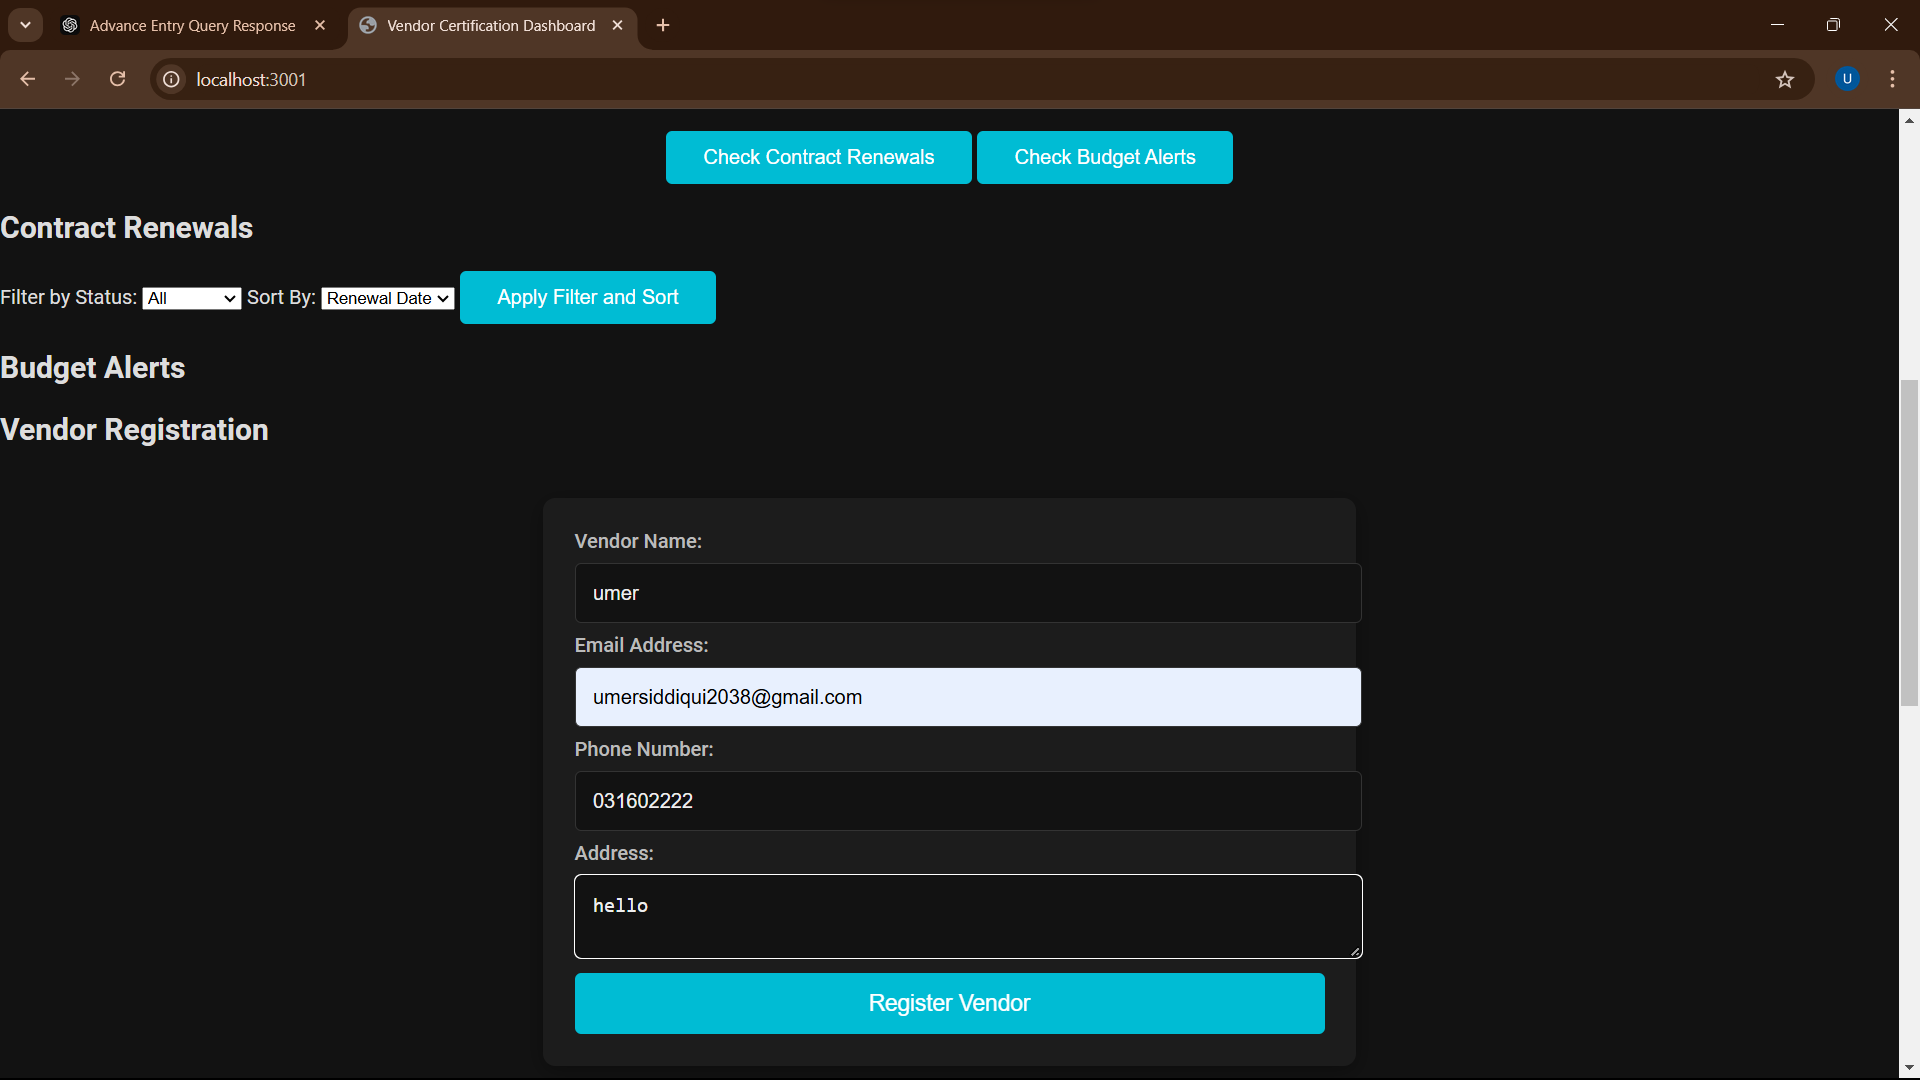 Advance Entry Query Response
Vendor Certification Dashboard
localhost:3001
U
Check Contract Renewals
Check Budget Alerts
Contract Renewals
Filter by Status: All Sort By: Renewal Date Apply Filter and Sort
Budget Alerts
Vendor Registration
Vendor Name:
umer
Email Address:
umersiddiqui2038@gmail.com
Phone Number:
031602222
Address:
hello
Register Vendor